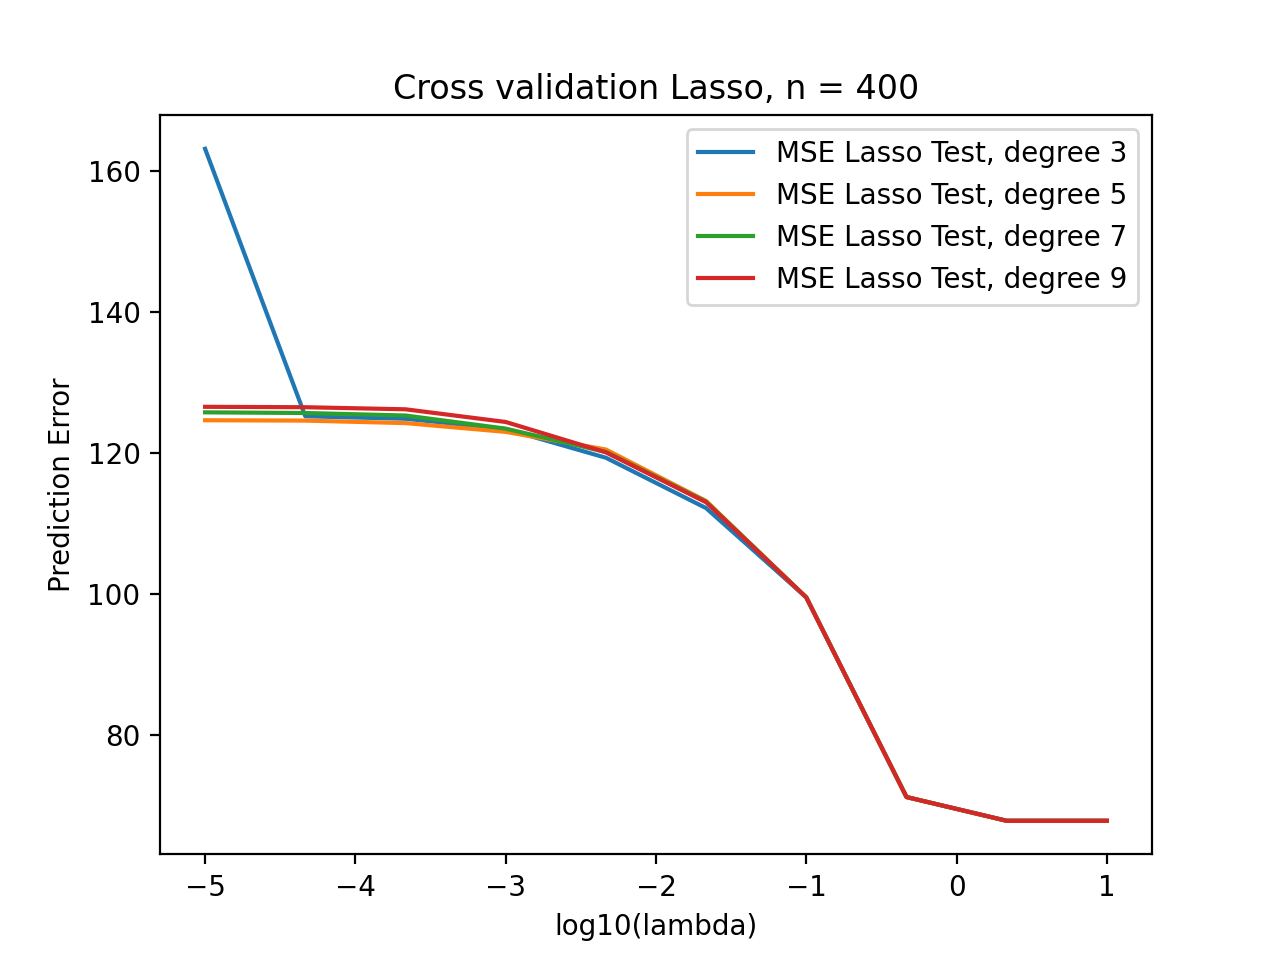 Cross validation Lasso, n = 400
MSE Lasso Test, degree 3
MSE Lasso Test, degree 5
MSE Lasso Test, degree 7
MSE Lasso Test, degree 9
Prediction Error
160
140
120
100
80
−5 −4 −3 −2 −1 0 1
log10(lambda)